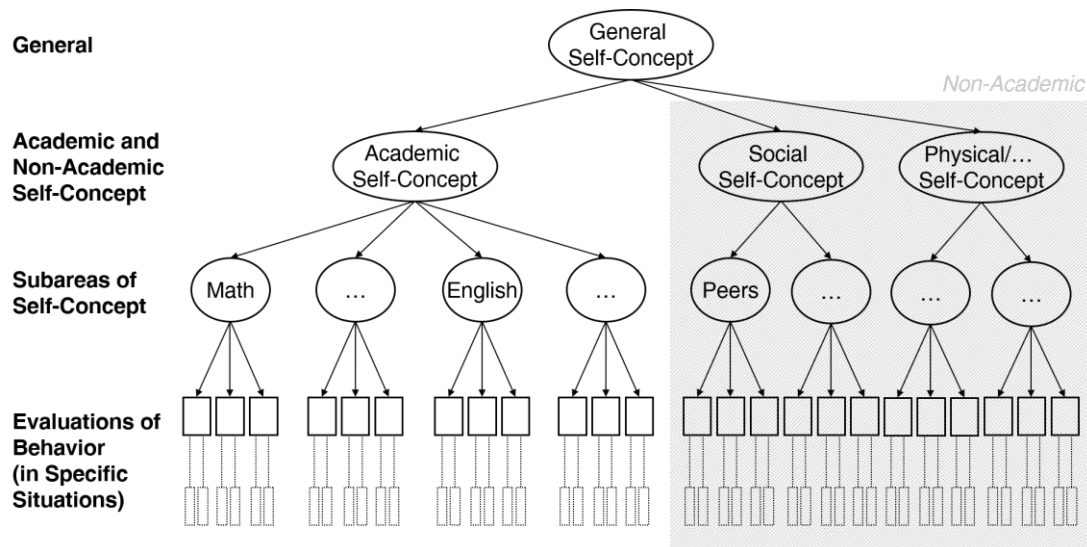 General
General
Self-Concept
Non-Academic
Academic and
Non-Academic
Self-Concept
Academic
Self-Concept
Social
Self-Concept
Physical/...
Self-Concept
Subareas of
Self-Concept
Math
...
English
...
Peers
...
...
...
Evaluations of
Behavior
(in Specific
Situations)